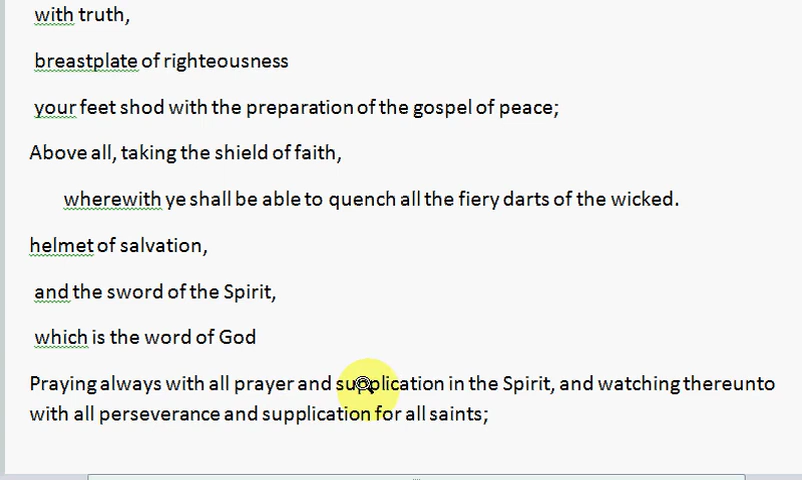 with truth,
breastplate of righteousness
your feet shod with the preparation of the gospel of peace;
Above all, taking the shield of faith,
wherewith ye shall be able to quench all the fiery darts of the wicked.
helmet of salvation,
and the sword of the Spirit,
which is the word of God
Praying always with all prayer and supplication in the Spirit, and watching thereunto
with all perseverance and supplication for all saints;